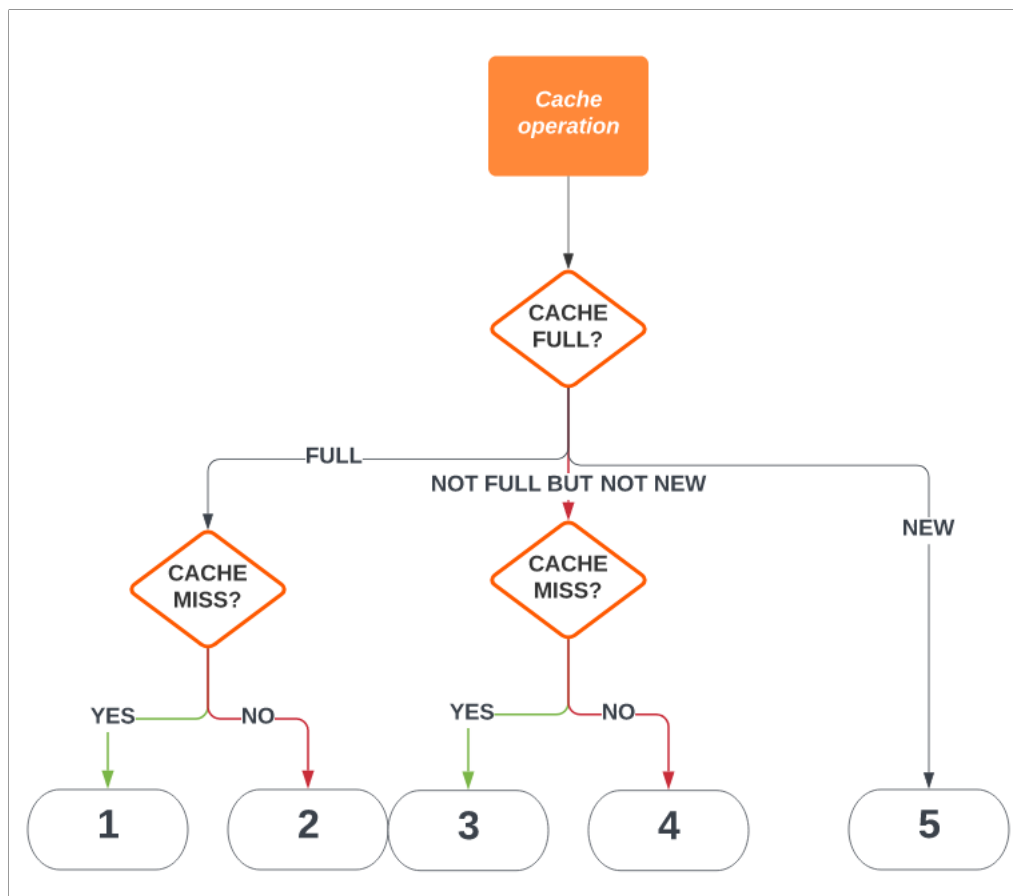 Cache
operation
CACHE
FULL?
FULL
NOT FULL BUT NOT NEW
NEW
CACHE
MISS?
CACHE
MISS?
YES
NO
YES
NO
1
2
3
4
5